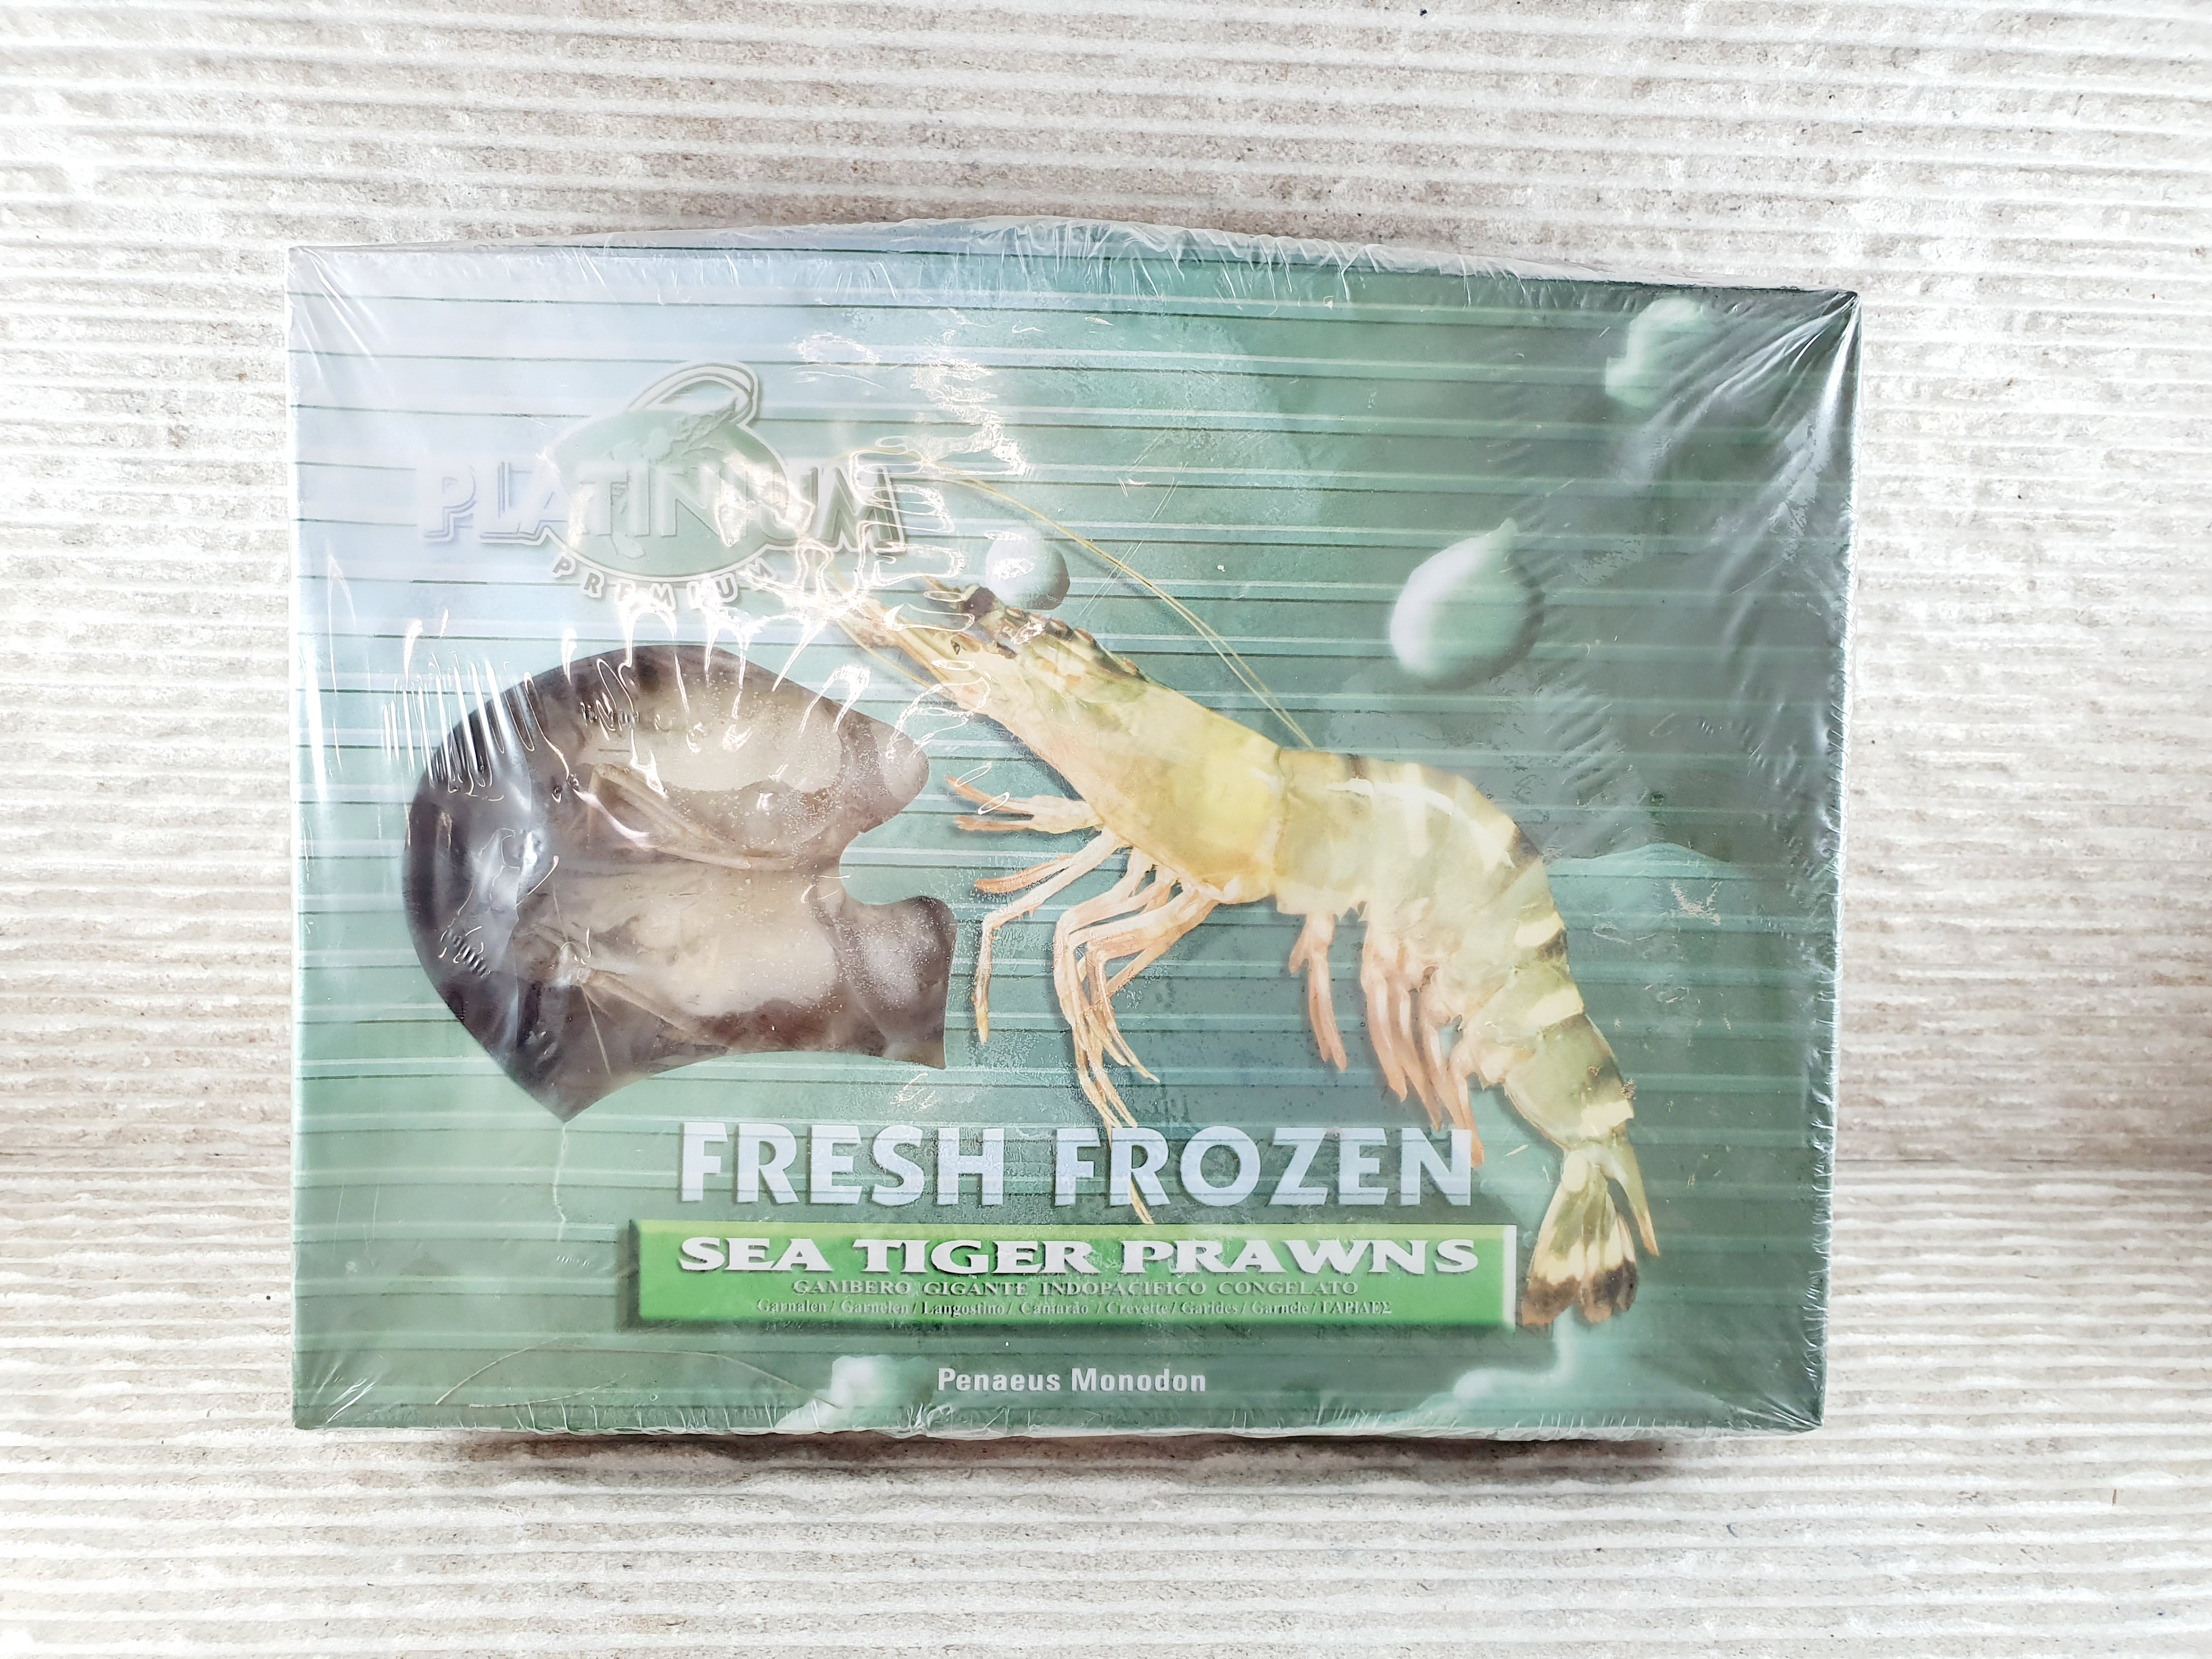 PLATINIUM
PREMIUM
FRESH FROZEN
SEA TIGER PRAWNS
GAMBERO GIGANTE INDOPACIFICO CONGELATO
Garnalen / Garnelen / Langostino / Camarão / Crevette / Garides / Garnele / ΓΑΡΙΔΕΣ
Penaeus Monodon